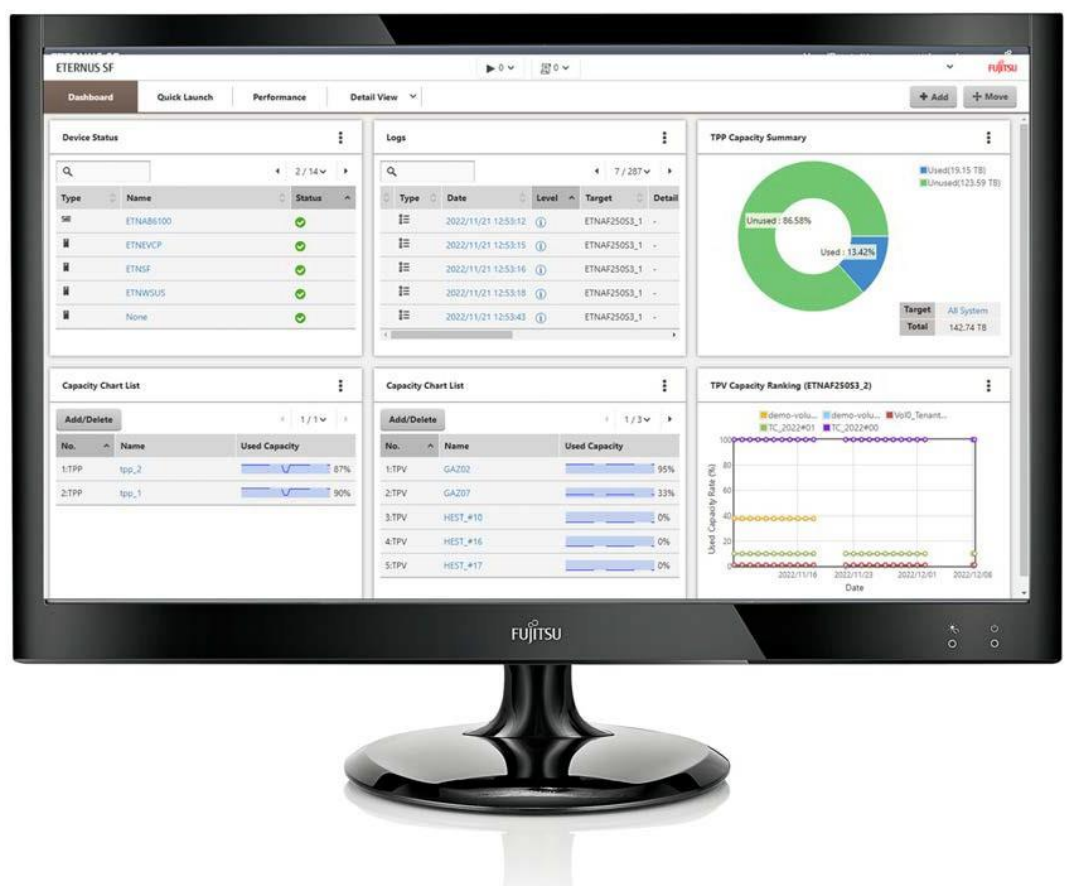 ETERNUS SF
0
0
FUJITSU
Dashboard
Quick Launch
Performance
Detail View
Add
Move
Device Status
2 / 14
Type Name Status
ETNAB6100
ETNEVCP
ETNSF
ETNWSUS
None
Logs
7 / 287
Type Date Level Target Detail
2022/11/21 12:53:12 ETNAF250S3_1 -
2022/11/21 12:53:15 ETNAF250S3_1 -
2022/11/21 12:53:16 ETNAF250S3_1 -
2022/11/21 12:53:18 ETNAF250S3_1 -
2022/11/21 12:53:43 ETNAF250S3_1 -
TPP Capacity Summary
Used(19.15 TB)
Unused(123.59 TB)
Unused : 86.58%
Used : 13.42%
Target All System
Total 142.74 TB
Capacity Chart List
Add/Delete
1 / 1
No. Name Used Capacity
1:TPP tpp_2 87%
2:TPP tpp_1 90%
Capacity Chart List
Add/Delete
1 / 3
No. Name Used Capacity
1:TPV GAZ02 95%
2:TPV GAZ07 33%
3:TPV HEST_#10 0%
4:TPV HEST_#16 0%
5:TPV HEST_#17 0%
TPV Capacity Ranking (ETNAF250S3_2)
demo-volu... demo-volu... Vol0_Tenant...
TC_2022#01 TC_2022#00
Used Capacity Rate (%)
100
80
60
40
20
0
2022/11/16 2022/11/23 2022/12/01 2022/12/08
Date
FUJITSU